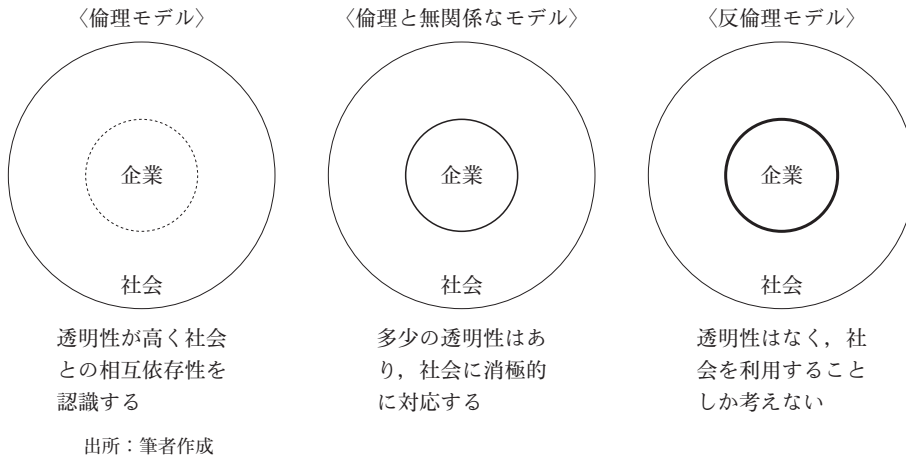 〈倫理モデル〉
企業
社会
透明性が高く社会
との相互依存性を
認識する
〈倫理と無関係なモデル〉
企業
社会
多少の透明性はあ
り，社会に消極的
に対応する
〈反倫理モデル〉
企業
社会
透明性はなく，社
会を利用すること
しか考えない
出所：筆者作成